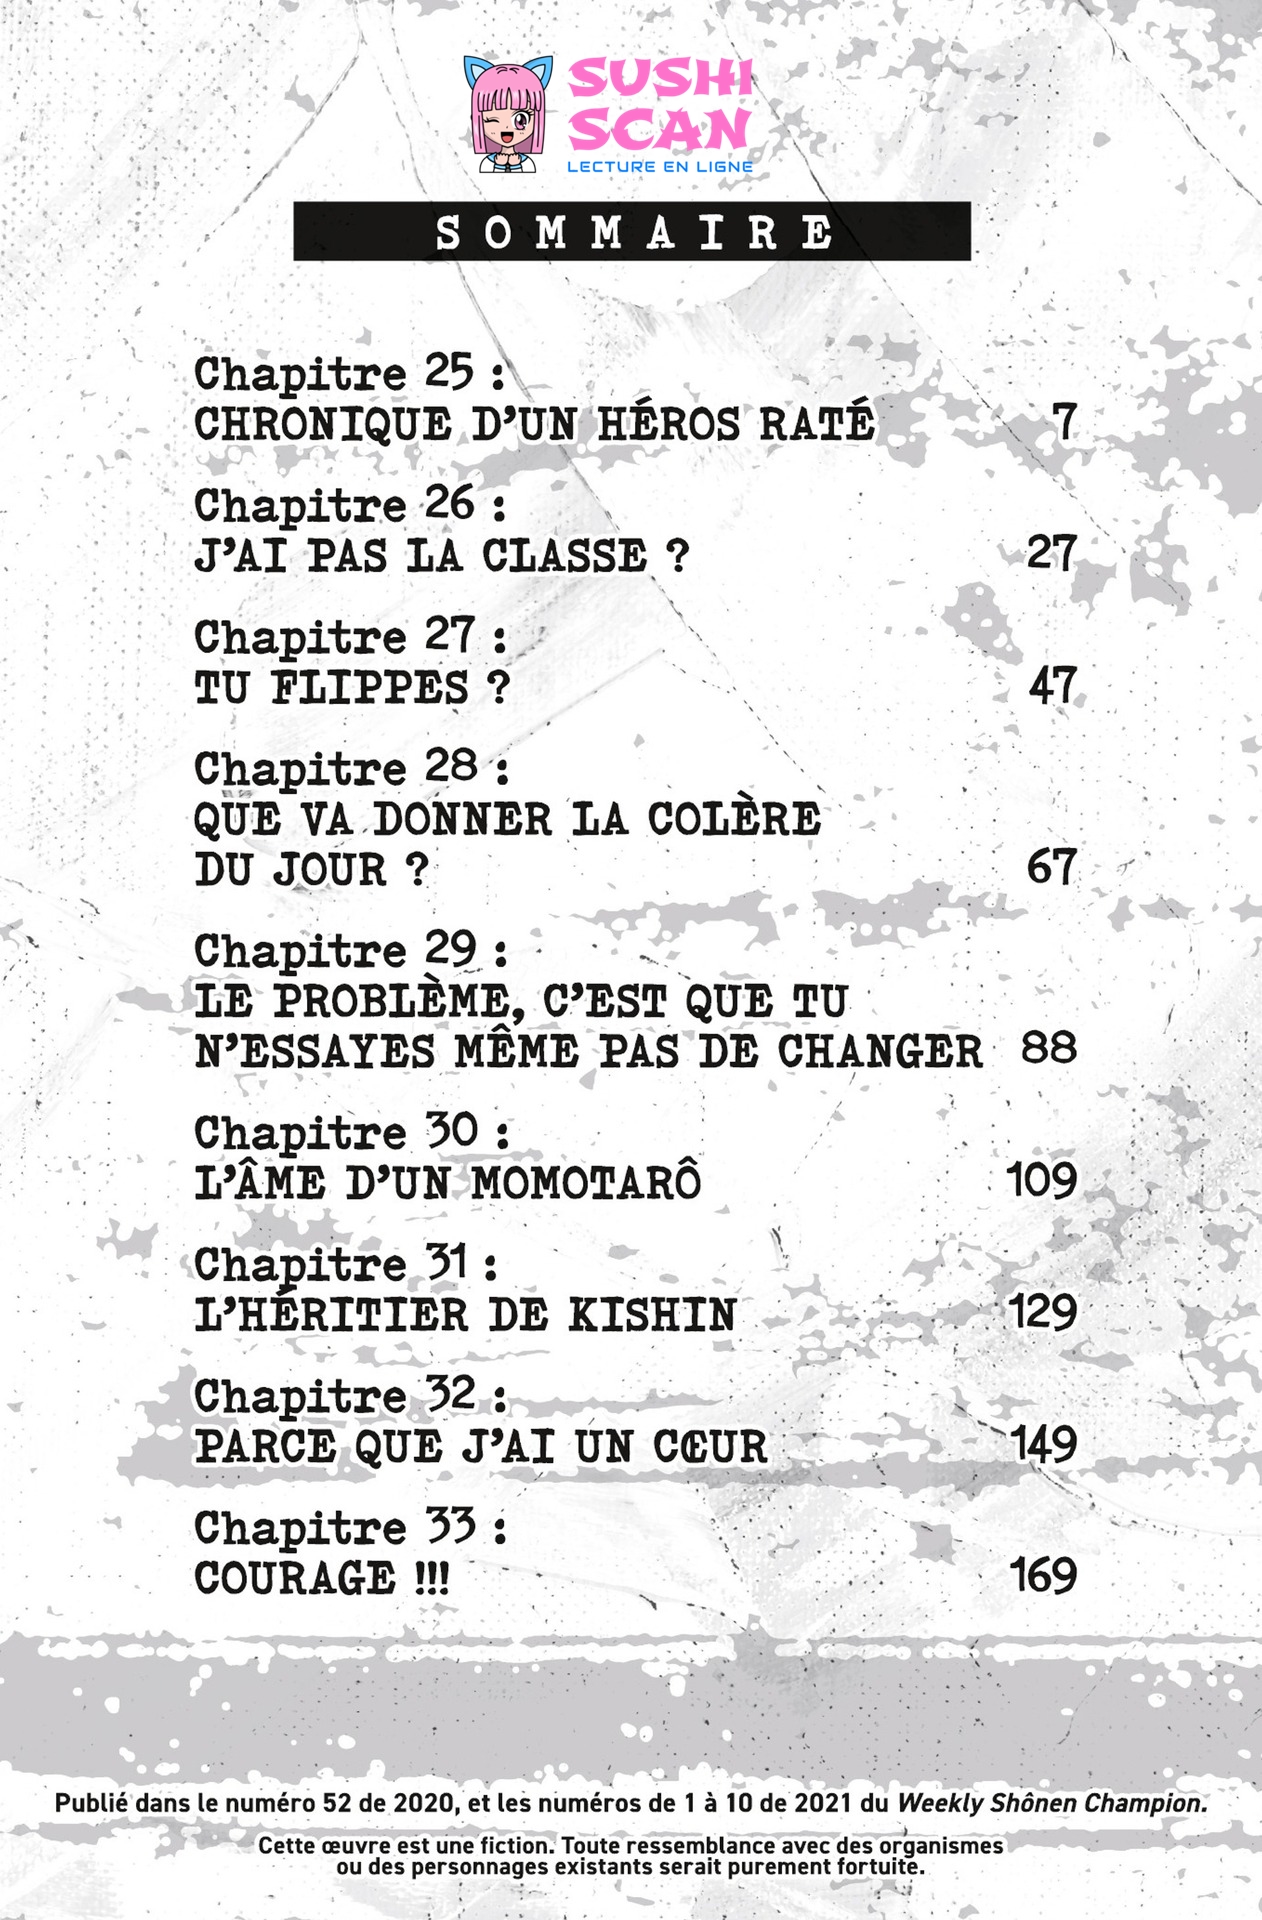 SUSHI
SCAN
LECTURE EN LIGNE
SOMMAIRE
Chapitre 25 :
CHRONIQUE D'UN HÉROS RATÉ 7
Chapitre 26 :
J'AI PAS LA CLASSE ? 27
Chapitre 27 :
TU FLIPPES ? 47
Chapitre 28 :
QUE VA DONNER LA COLÈRE
DU JOUR ? 67
Chapitre 29 :
LE PROBLÈME, C'EST QUE TU
N'ESSAYES MÊME PAS DE CHANGER 88
Chapitre 30 :
L'ÂME D'UN MOMOTARÔ 109
Chapitre 31 :
L'HÉRITIER DE KISHIN 129
Chapitre 32 :
PARCE QUE J'AI UN CŒUR 149
Chapitre 33 :
COURAGE !!! 169
Publié dans le numéro 52 de 2020, et les numéros de 1 à 10 de 2021 du Weekly Shônen Champion.
Cette œuvre est une fiction. Toute ressemblance avec des organismes
ou des personnages existants serait purement fortuite.